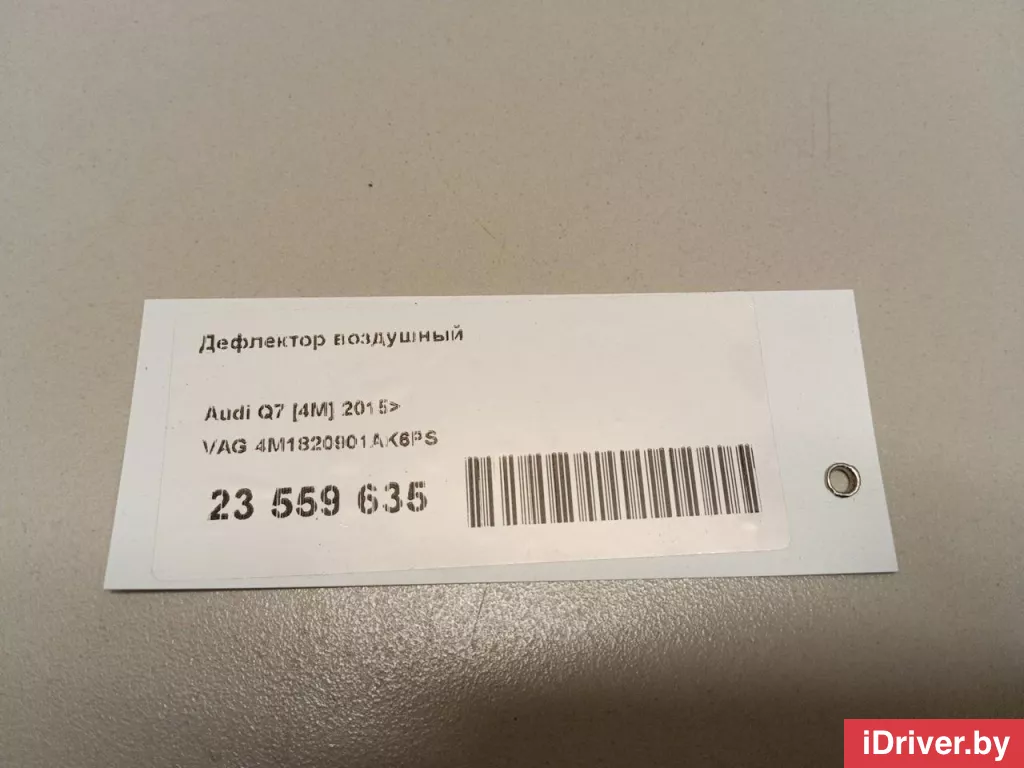 Дефлектор воздушный
Audi Q7 [4M] 2015>
VAG 4M1820901AK6PS
23 559 635
iDriver.by